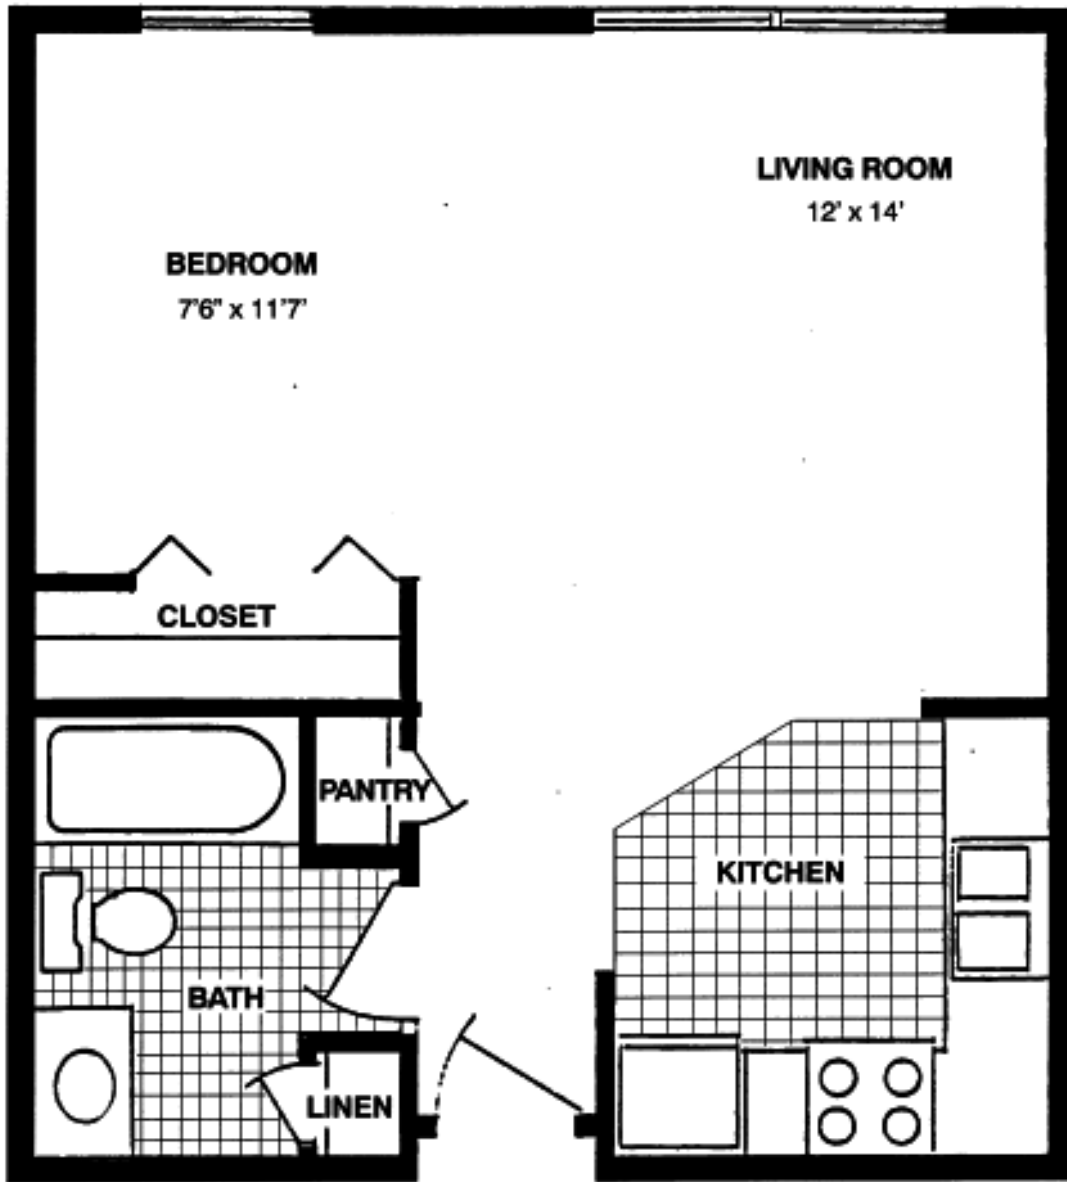 LIVING ROOM
12' x 14'
BEDROOM
7'6" x 11'7'
CLOSET
PANTRY
KITCHEN
BATH
LINEN